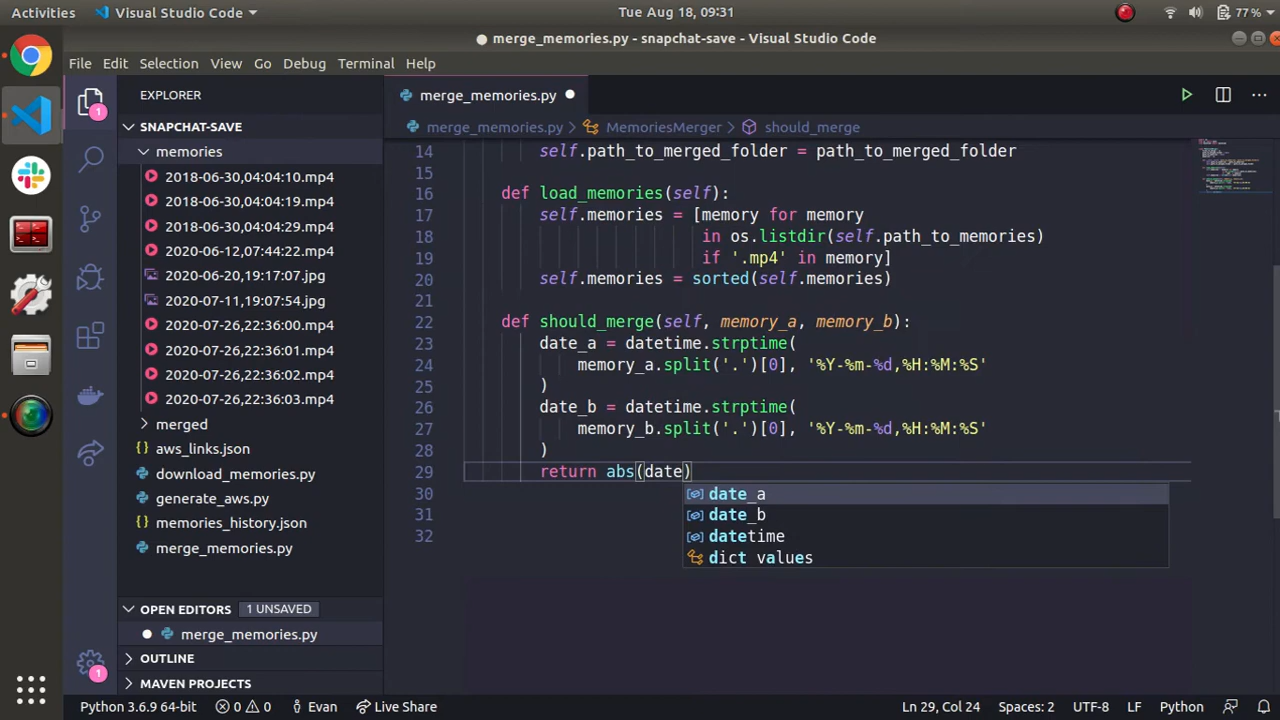 Activities
Visual Studio Code
Tue Aug 18, 09:31
77%
merge_memories.py - snapchat-save - Visual Studio Code
File Edit Selection View Go Debug Terminal Help
1
EXPLORER
SNAPCHAT-SAVE
memories
2018-06-30,04:04:10.mp4
2018-06-30,04:04:19.mp4
2018-06-30,04:04:29.mp4
2020-06-12,07:44:22.mp4
2020-06-20,19:17:07.jpg
2020-07-11,19:07:54.jpg
2020-07-26,22:36:00.mp4
2020-07-26,22:36:01.mp4
2020-07-26,22:36:02.mp4
2020-07-26,22:36:03.mp4
merged
aws_links.json
download_memories.py
generate_aws.py
memories_history.json
merge_memories.py
OPEN EDITORS 1 UNSAVED
merge_memories.py
OUTLINE
MAVEN PROJECTS
1
merge_memories.py
merge_memories.py > MemoriesMerger > should_merge
14 self.path_to_merged_folder = path_to_merged_folder
15
16 def load_memories(self):
17 self.memories = [memory for memory
18 in os.listdir(self.path_to_memories)
19 if '.mp4' in memory]
20 self.memories = sorted(self.memories)
21
22 def should_merge(self, memory_a, memory_b):
23 date_a = datetime.strptime(
24 memory_a.split('.')[0], '%Y-%m-%d,%H:%M:%S'
25 )
26 date_b = datetime.strptime(
27 memory_b.split('.')[0], '%Y-%m-%d,%H:%M:%S'
28 )
29 return abs(date)
30 date_a
31 date_b
32 datetime
dict values
Python 3.6.9 64-bit 0 0 Evan Live Share Ln 29, Col 24 Spaces: 2 UTF-8 LF Python